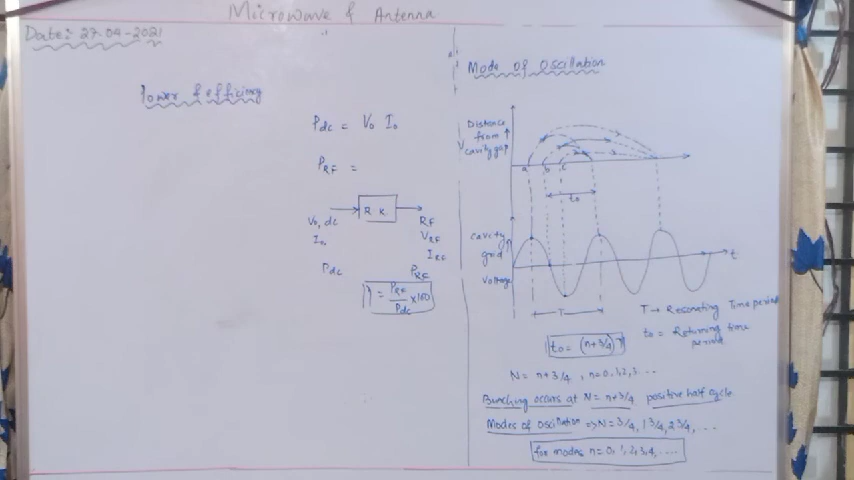 Microwave & Antenna
Date:- 27-04-2021
Power & efficiency
Pdc = V₀ I₀
PRF =
R K
V₀, dc
I₀
Pdc
RF
VRF
IRF
PRF
η = PRF/Pdc × 100
Mode Of Oscillation
Distance
from
cavity gap
a b c
t₀
cavity
grid
voltage
t
T
T → Resonating Time period
t₀ = Returning time
period
t₀ = (n+3/4) T
N = n+3/4 , n=0,1,2,3....
Bunching occurs at N = n+3/4 positive half cycle
Modes of oscillation => N = 3/4, 1 3/4, 2 3/4, ...
for modes n = 0, 1, 2, 3, 4, .....